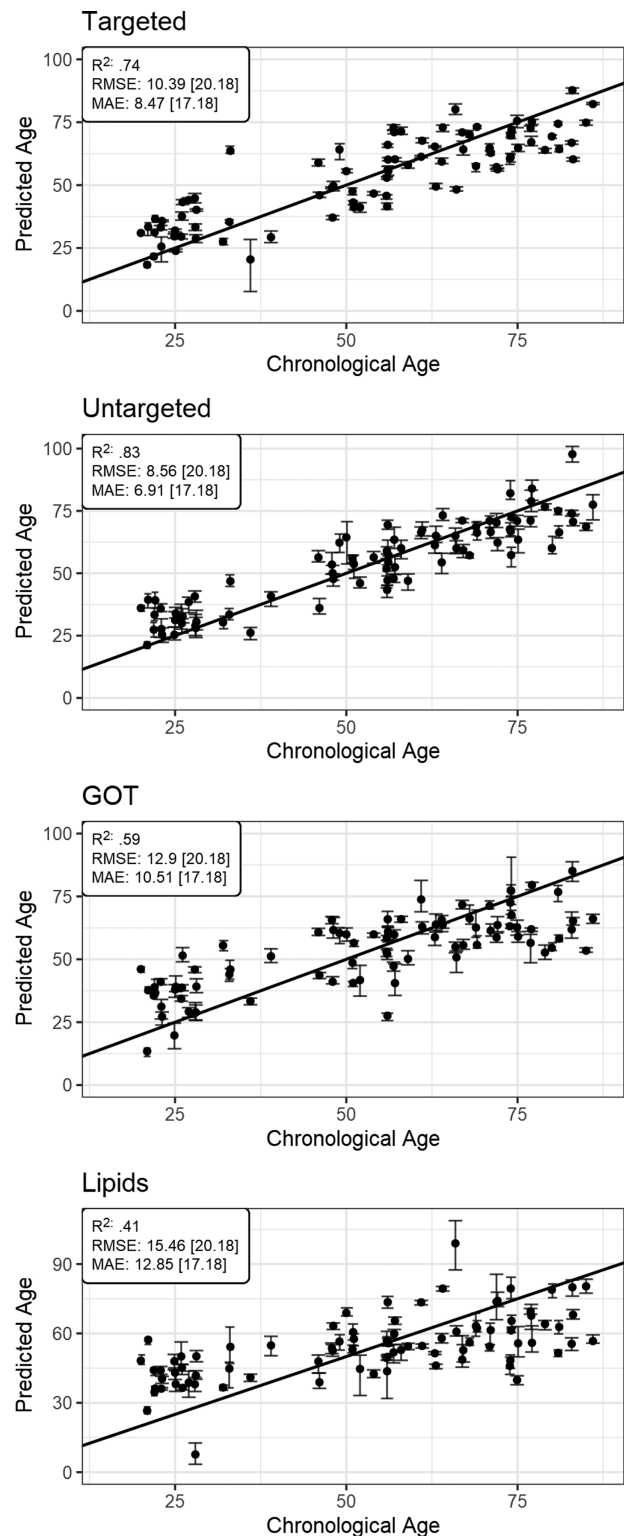 Targeted
R2: .74
RMSE: 10.39 [20.18]
MAE: 8.47 [17.18]
100
75
50
25
0
Predicted Age
25 50 75
Chronological Age
Untargeted
R2: .83
RMSE: 8.56 [20.18]
MAE: 6.91 [17.18]
100
75
50
25
0
Predicted Age
25 50 75
Chronological Age
GOT
R2: .59
RMSE: 12.9 [20.18]
MAE: 10.51 [17.18]
100
75
50
25
0
Predicted Age
25 50 75
Chronological Age
Lipids
R2: .41
RMSE: 15.46 [20.18]
MAE: 12.85 [17.18]
90
60
30
0
Predicted Age
25 50 75
Chronological Age